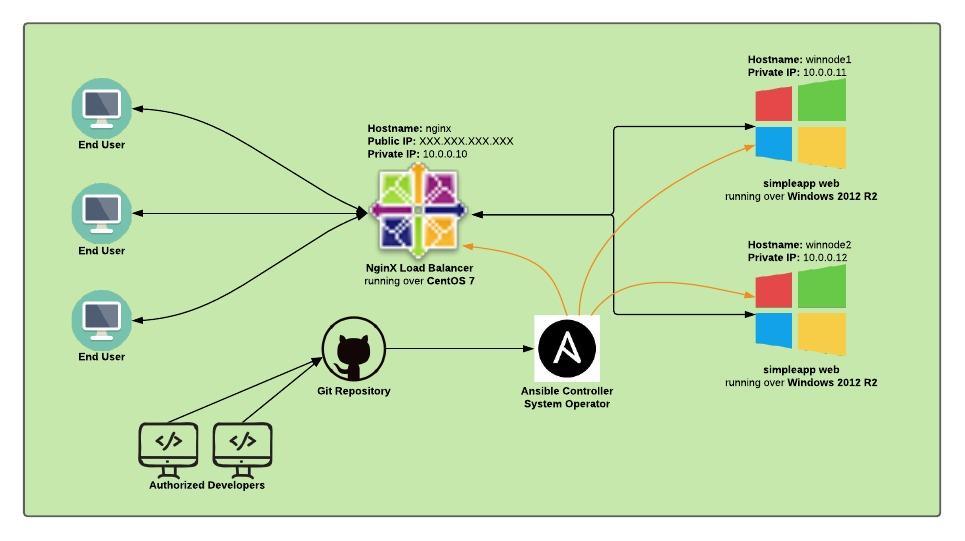 End User
End User
End User
Hostname: nginx
Public IP: XXX.XXX.XXX.XXX
Private IP: 10.0.0.10
NginX Load Balancer
running over CentOS 7
Git Repository
</>
</>
Authorized Developers
Ansible Controller
System Operator
Hostname: winnode1
Private IP: 10.0.0.11
simpleapp web
running over Windows 2012 R2
Hostname: winnode2
Private IP: 10.0.0.12
simpleapp web
running over Windows 2012 R2